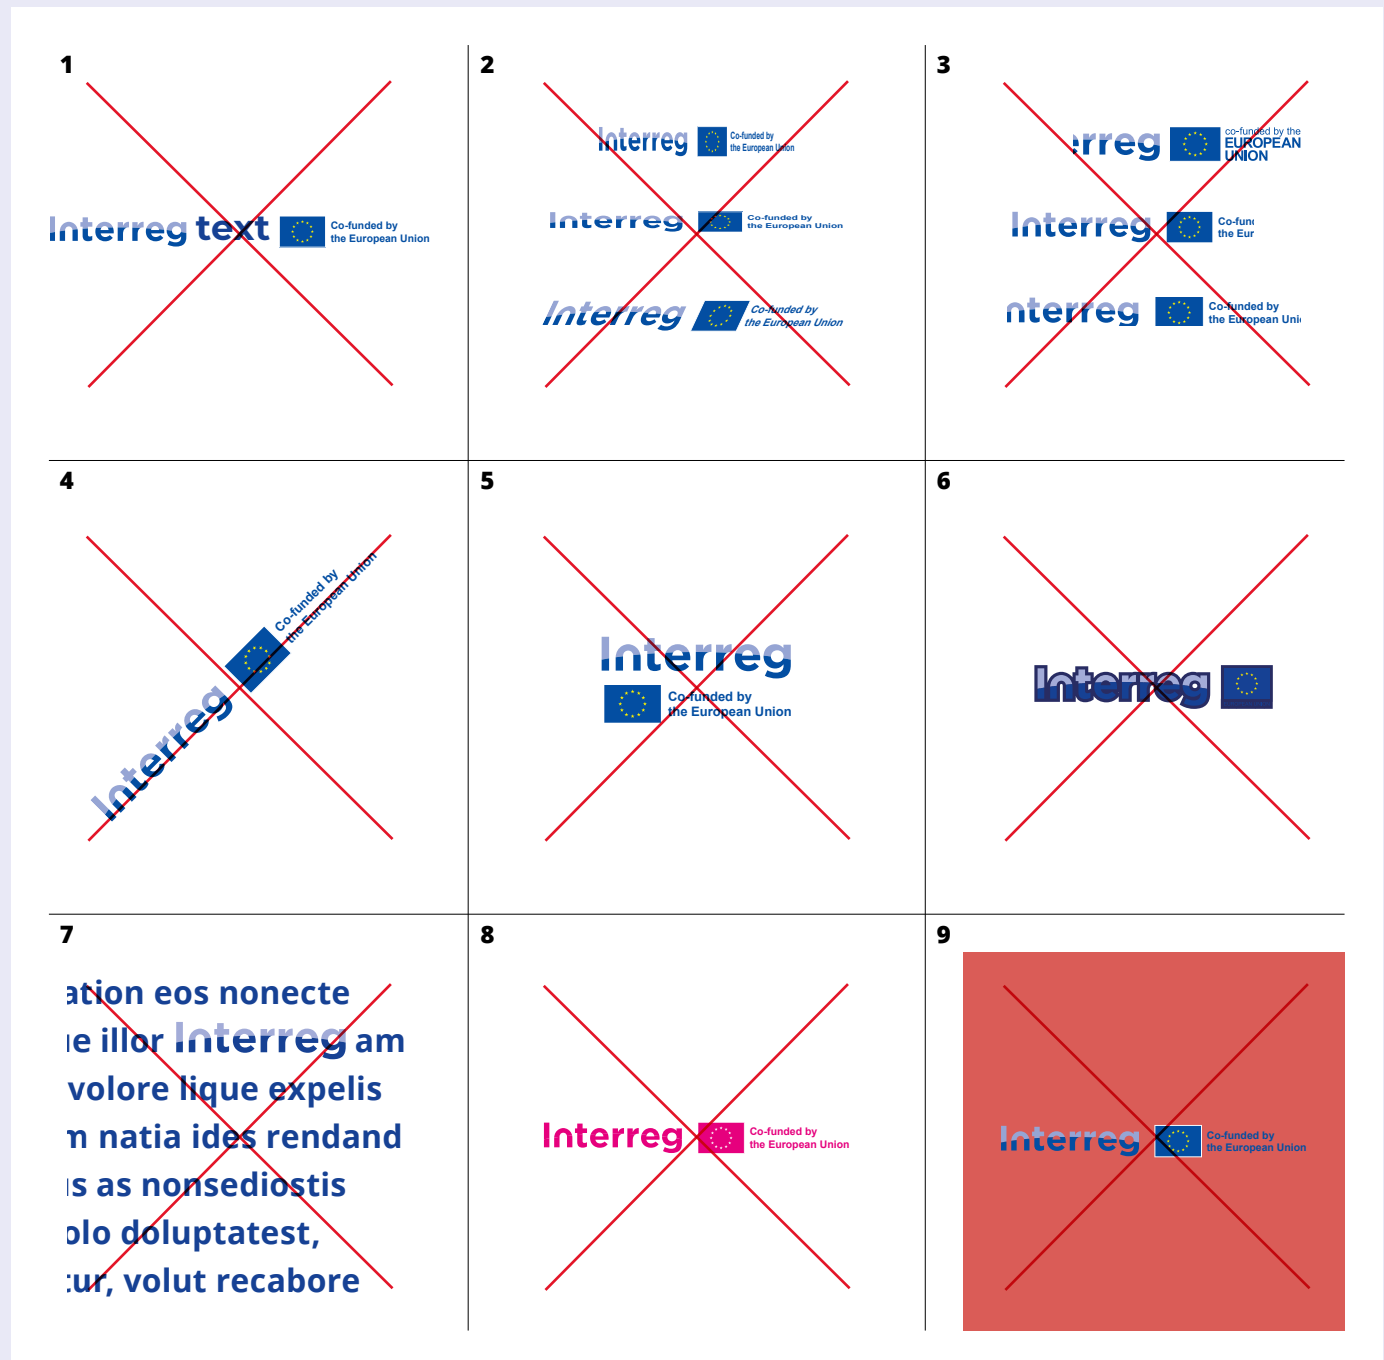 1
Interreg text Co-funded by
the European Union
2
Interreg Co-funded by
the European Union
Interreg Co-funded by
the European Union
Interreg Co-funded by
the European Union
3
erreg co-funded by the
EUROPEAN
UNION
Interreg Co-func
the Eur
nterreg Co-funded by
the European Uni
4
Interreg Co-funded by
the European Union
5
Interreg
Co-funded by
the European Union
6
Interreg
7
ation eos nonecte
ue illor Interreg am
volore lique expelis
m natia ides rendand
us as nonsediostis
olo doluptatest,
tur, volut recabore
8
Interreg Co-funded by
the European Union
9
Interreg Co-funded by
the European Union